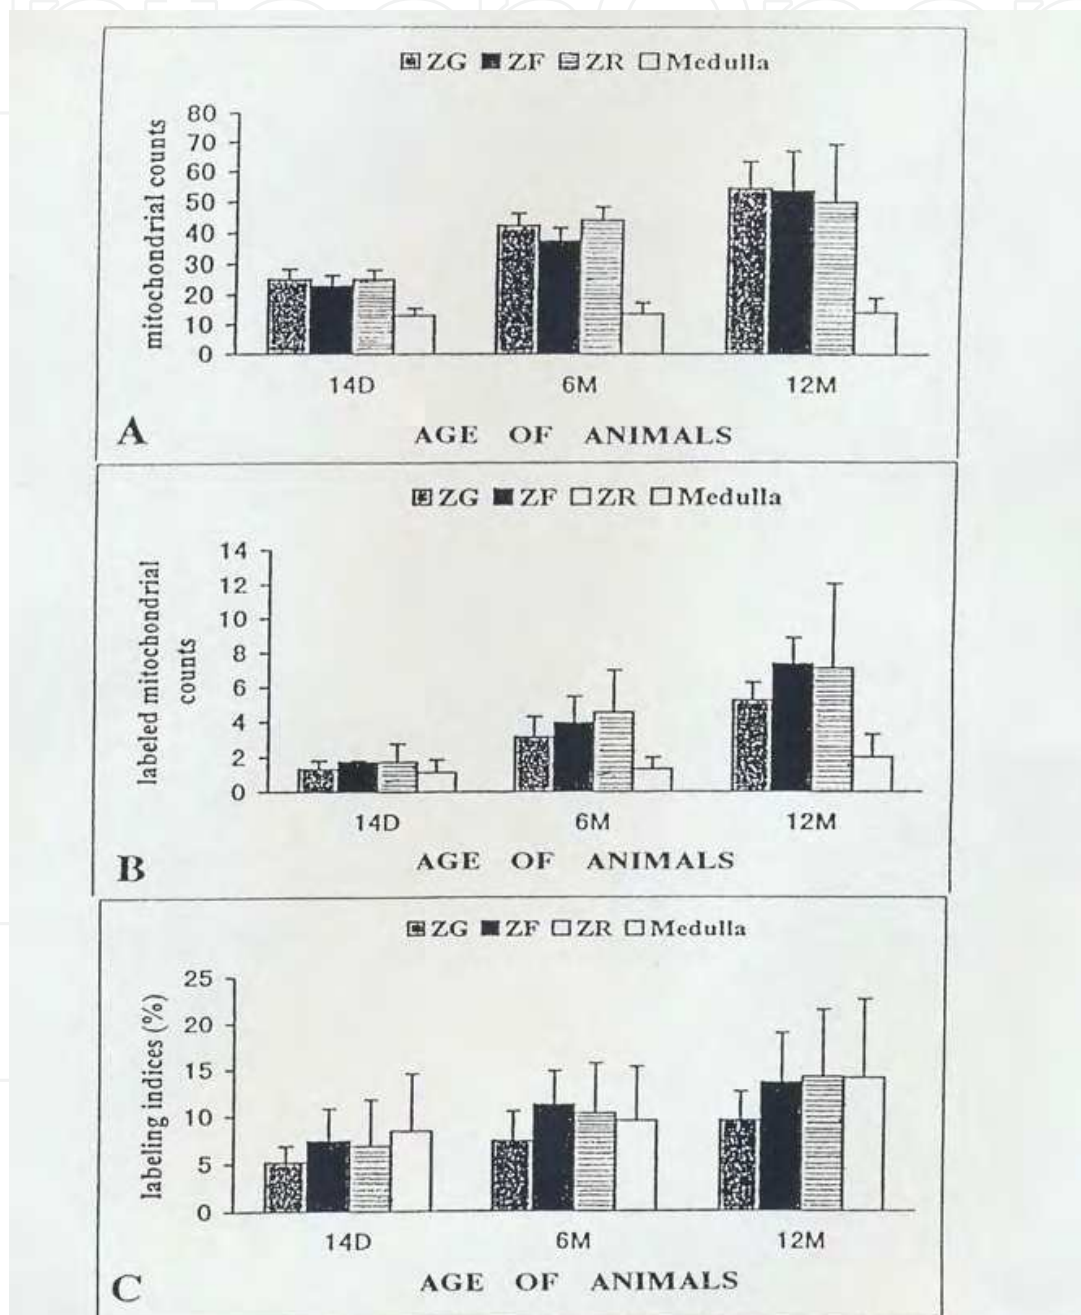 ZG ZF ZR Medulla
mitochondrial counts
80
70
60
50
40
30
20
10
0
14D 6M 12M
A
AGE OF ANIMALS
ZG ZF ZR Medulla
labeled mitochondrial
counts
14
12
10
8
6
4
2
0
14D 6M 12M
B
AGE OF ANIMALS
ZG ZF ZR Medulla
labeling indices (%)
25
20
15
10
5
0
14D 6M 12M
C
AGE OF ANIMALS